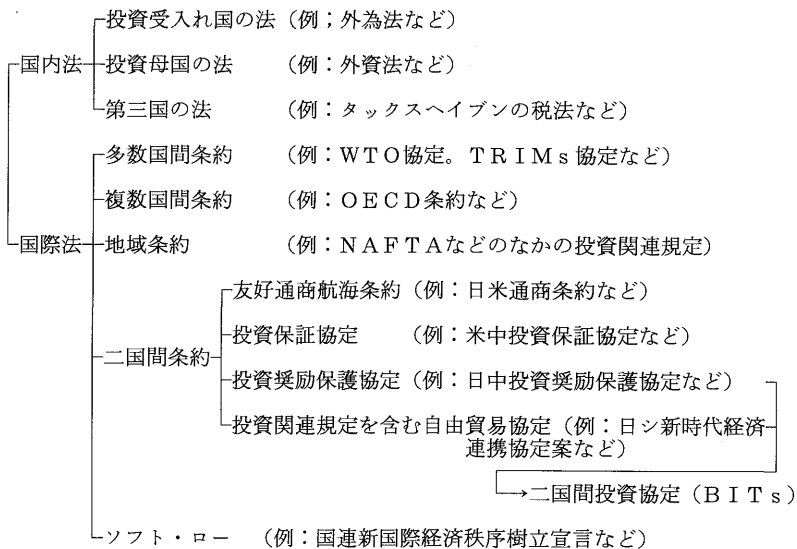 投資受入れ国の法（例；外為法など）
国内法 投資母国の法 （例：外資法など）
第三国の法 （例：タックスヘイブンの税法など）
多数国間条約 （例：ＷＴＯ協定。ＴＲＩＭｓ協定など）
複数国間条約 （例：ＯＥＣＤ条約など）
国際法 地域条約 （例：ＮＡＦＴＡなどのなかの投資関連規定）
友好通商航海条約（例：日米通商条約など）
投資保証協定 （例：米中投資保証協定など）
二国間条約
投資奨励保護協定（例：日中投資奨励保護協定など）
投資関連規定を含む自由貿易協定（例：日シ新時代経済
連携協定案など）
二国間投資協定（ＢＩＴｓ）
ソフト・ロー （例：国連新国際経済秩序樹立宣言など）